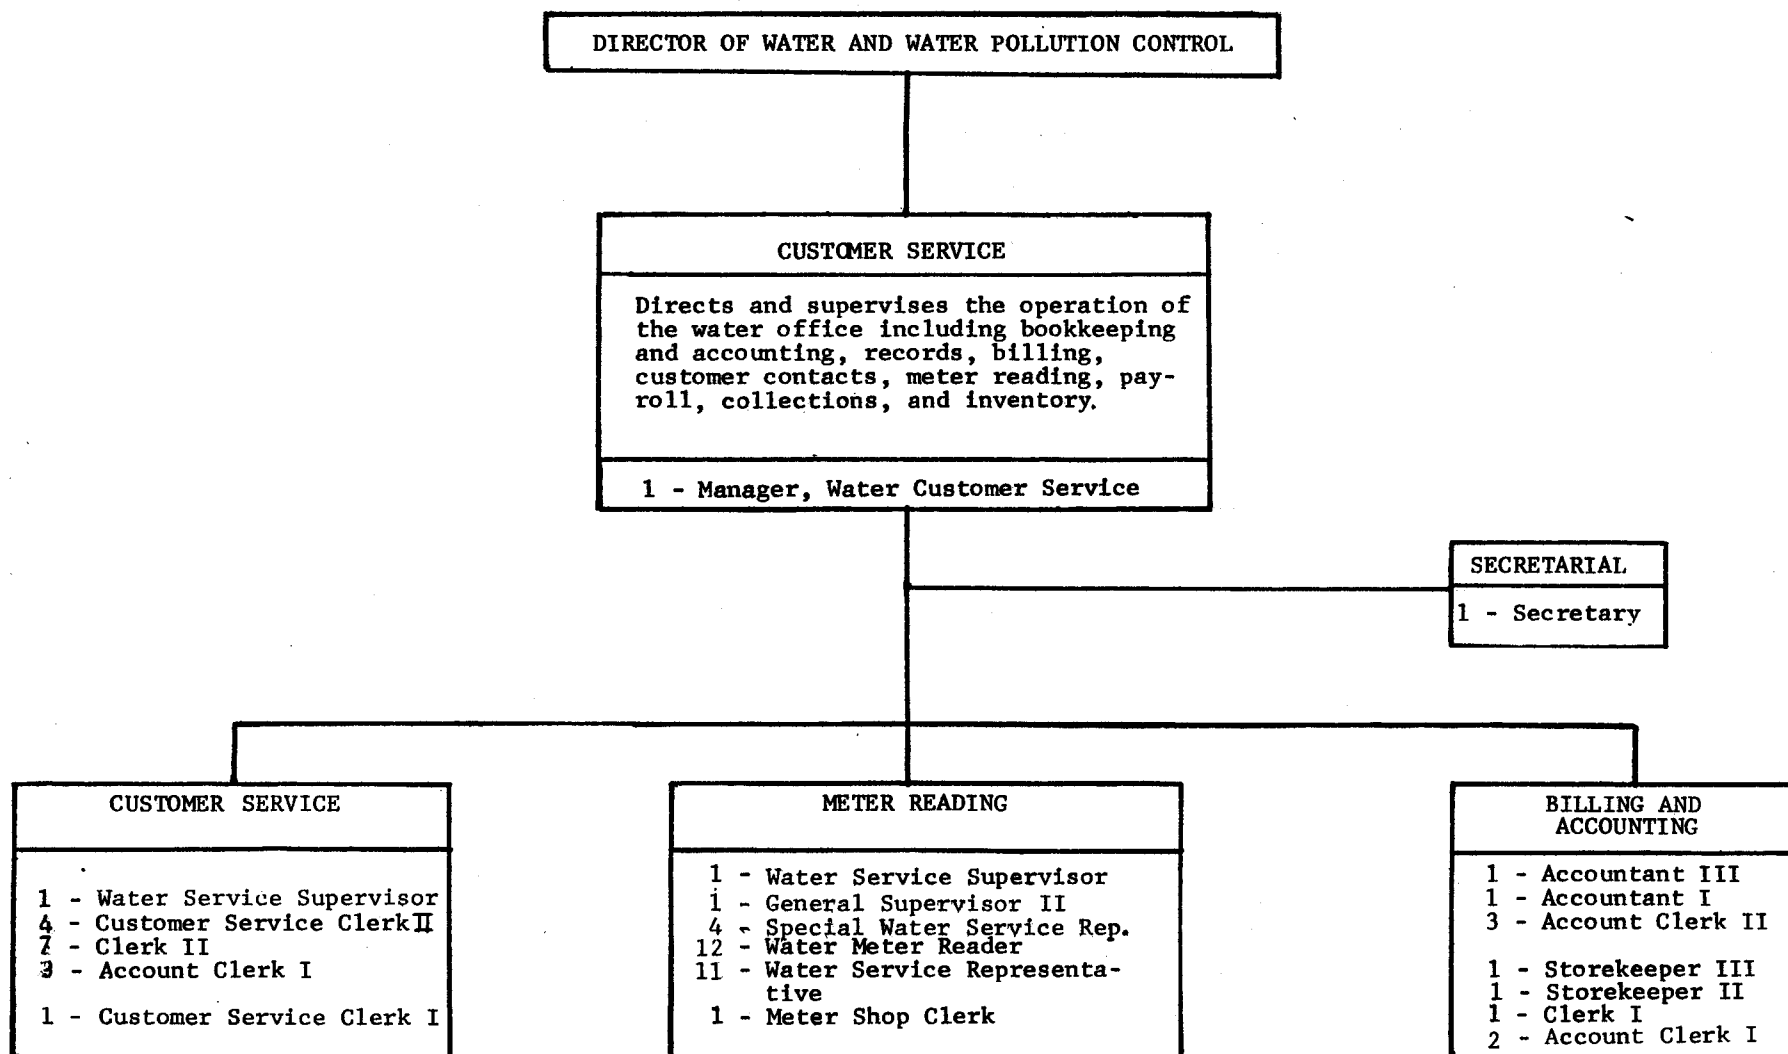 DIRECTOR OF WATER AND WATER POLLUTION CONTROL
CUSTOMER SERVICE
Directs and supervises the operation of
the water office including bookkeeping
and accounting, records, billing,
customer contacts, meter reading, pay-
roll, collections, and inventory.
1 - Manager, Water Customer Service
SECRETARIAL
1 - Secretary
CUSTOMER SERVICE
1 - Water Service Supervisor
4 - Customer Service Clerk II
7 - Clerk II
3 - Account Clerk I
1 - Customer Service Clerk I
METER READING
1 - Water Service Supervisor
1 - General Supervisor II
4 - Special Water Service Rep.
12 - Water Meter Reader
11 - Water Service Representa-
tive
1 - Meter Shop Clerk
BILLING AND
ACCOUNTING
1 - Accountant III
1 - Accountant I
3 - Account Clerk II
1 - Storekeeper III
1 - Storekeeper II
1 - Clerk I
2 - Account Clerk I